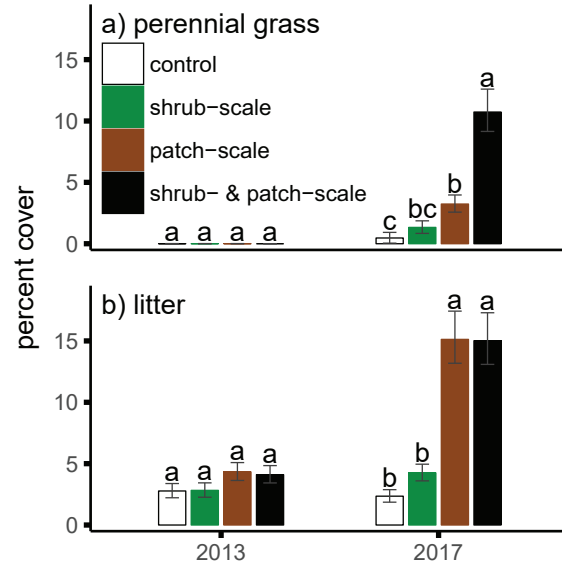 a) perennial grass
control
shrub−scale
patch−scale
shrub− & patch−scale
15
10
5
0
a a a a
c bc b a
percent cover
b) litter
15
10
5
0
a a a a
b b a a
2013 2017